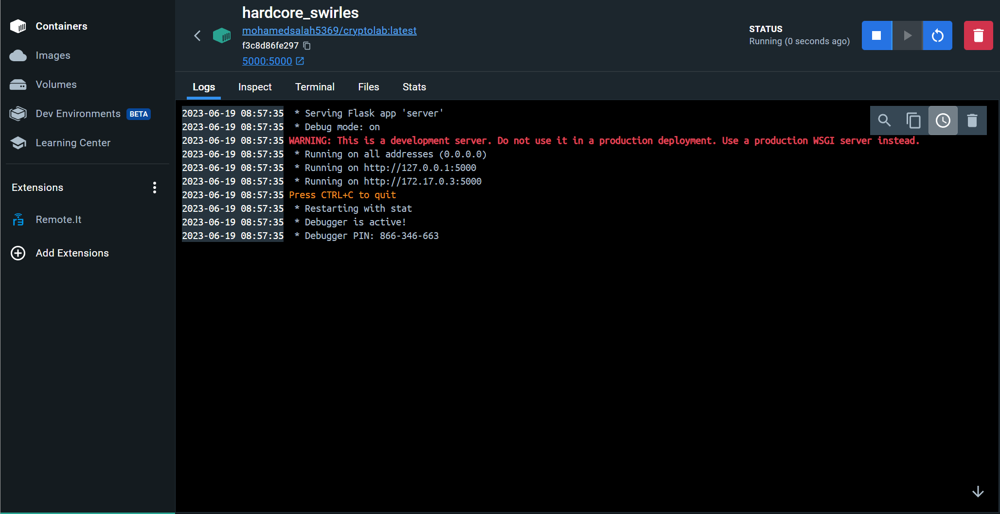 Containers
Images
Volumes
Dev Environments BETA
Learning Center
Extensions
Remote.It
Add Extensions
hardcore_swirles
mohamedsalah5369/cryptolab:latest
f3c8d86fe297
5000:5000
STATUS
Running (0 seconds ago)
Logs Inspect Terminal Files Stats
2023-06-19 08:57:35 * Serving Flask app 'server'
2023-06-19 08:57:35 * Debug mode: on
2023-06-19 08:57:35 WARNING: This is a development server. Do not use it in a production deployment. Use a production WSGI server instead.
2023-06-19 08:57:35 * Running on all addresses (0.0.0.0)
2023-06-19 08:57:35 * Running on http://127.0.0.1:5000
2023-06-19 08:57:35 * Running on http://172.17.0.3:5000
2023-06-19 08:57:35 Press CTRL+C to quit
2023-06-19 08:57:35 * Restarting with stat
2023-06-19 08:57:35 * Debugger is active!
2023-06-19 08:57:35 * Debugger PIN: 866-346-663